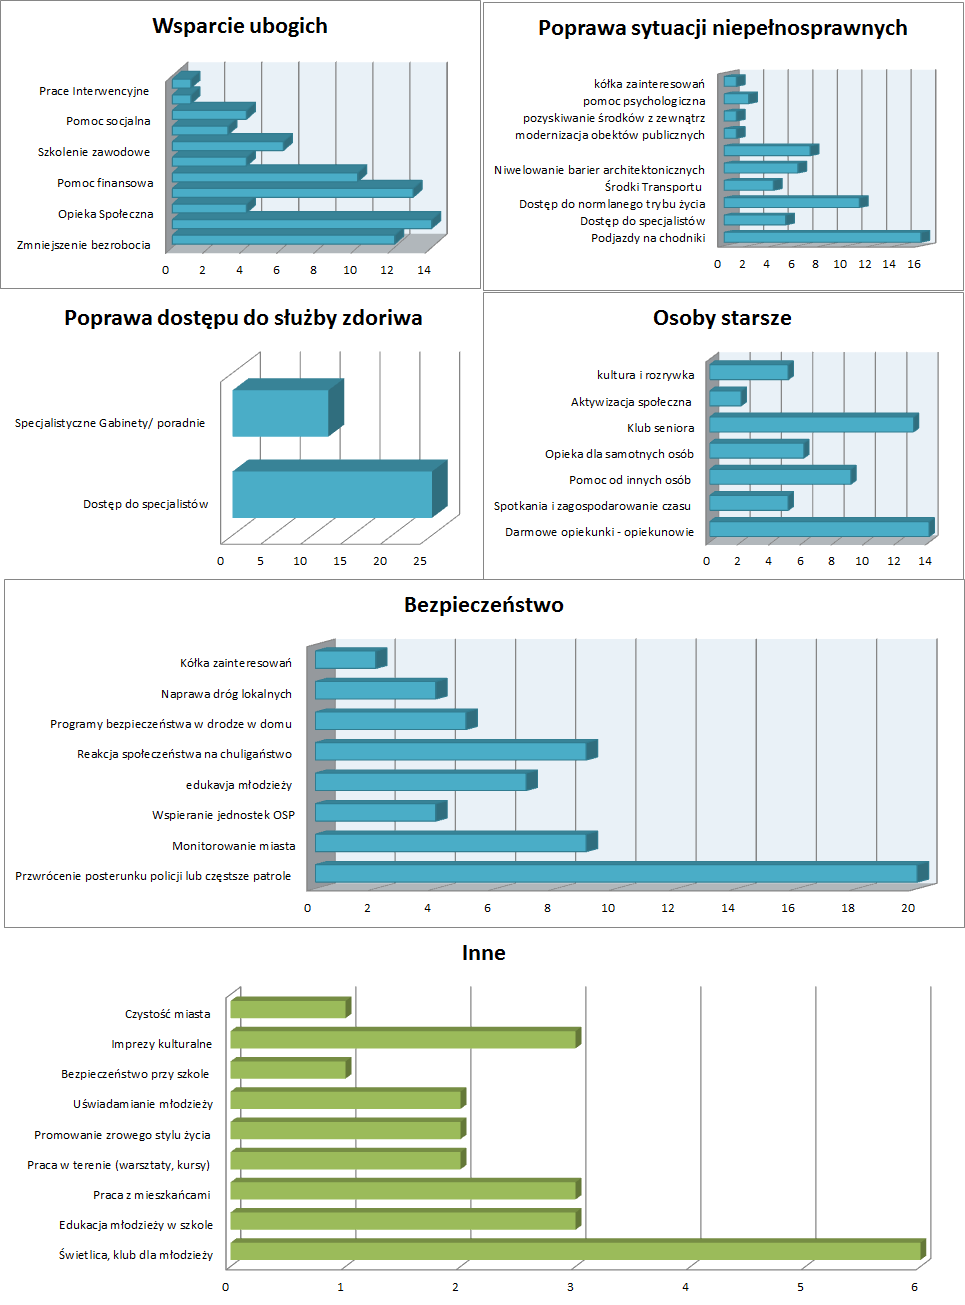 Wsparcie ubogich
Prace Interwencyjne
Pomoc socjalna
Szkolenie zawodowe
Pomoc finansowa
Opieka Społeczna
Zmniejszenie bezrobocia
0 2 4 6 8 10 12 14
Poprawa sytuacji niepełnosprawnych
kółka zainteresowań
pomoc psychologiczna
pozyskiwanie środków z zewnątrz
modernizacja obektów publicznych
Niwelowanie barier architektonicznych
Środki Transportu
Dostęp do normlanego trybu życia
Dostęp do specjalistów
Podjazdy na chodniki
0 2 4 6 8 10 12 14 16
Poprawa dostępu do służby zdoriwa
Specjalistyczne Gabinety/ poradnie
Dostęp do specjalistów
0 5 10 15 20 25
Osoby starsze
kultura i rozrywka
Aktywizacja społeczna
Klub seniora
Opieka dla samotnych osób
Pomoc od innych osób
Spotkania i zagospodarowanie czasu
Darmowe opiekunki - opiekunowie
0 2 4 6 8 10 12 14
Bezpieczeństwo
Kółka zainteresowań
Naprawa dróg lokalnych
Programy bezpieczeństwa w drodze w domu
Reakcja społeczeństwa na chuligaństwo
edukavja młodzieży
Wspieranie jednostek OSP
Monitorowanie miasta
Przwrócenie posterunku policji lub częstsze patrole
0 2 4 6 8 10 12 14 16 18 20
Inne
Czystość miasta
Imprezy kulturalne
Bezpieczeństwo przy szkole
Uświadamianie młodzieży
Promowanie zrowego stylu życia
Praca w terenie (warsztaty, kursy)
Praca z mieszkańcami
Edukacja młodzieży w szkole
Świetlica, klub dla młodzieży
0 1 2 3 4 5 6